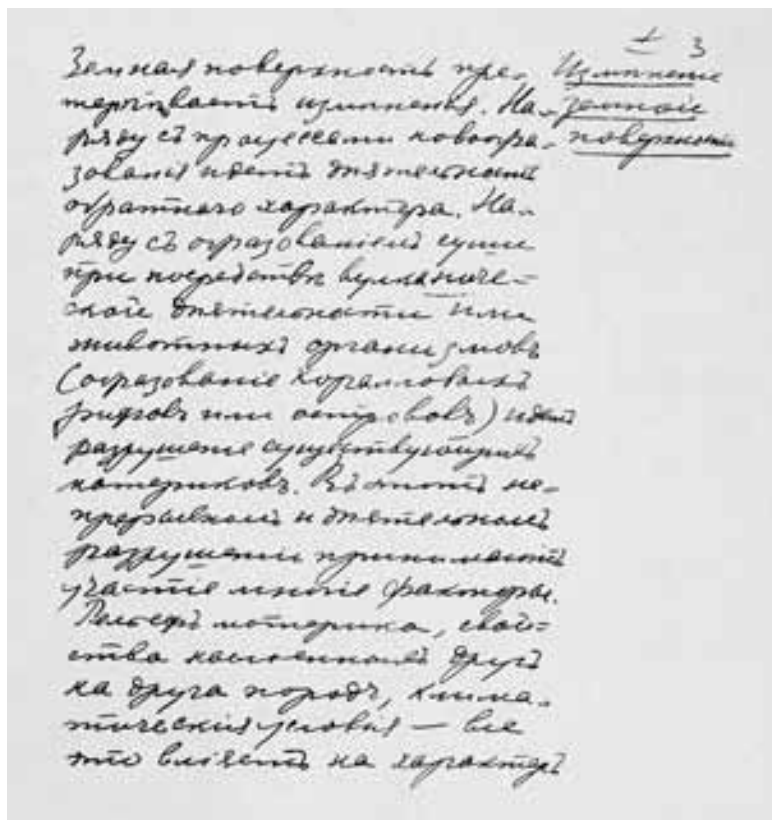 ± 3
Измѣненіе
земной
поверхности
Земная поверхность пре-
терпѣваетъ измѣненія. На-
ряду съ процессами новообра-
зованія идетъ дѣятельность
обратнаго характера. На-
ряду съ образованіемъ суши
при посредствѣ вулканиче-
ской дѣятельности или
животныхъ организмовъ
(образованіе коралловыхъ
рифовъ или острововъ) идетъ
разрушеніе существующихъ
материковъ. Въ этомъ не-
прерывномъ и дѣятельномъ
разрушеніи принимаютъ
участіе многіе факторы.
Рельефъ материка, свой-
ства наслоенныхъ другъ
на друга породъ, клима-
тическія условія — все
это вліяетъ на характеръ